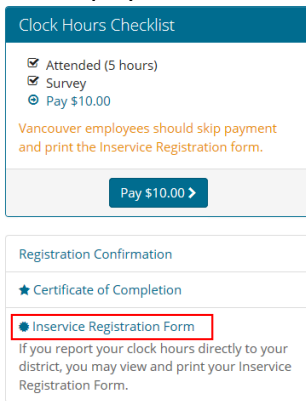 Clock Hours Checklist
Attended (5 hours)
Survey
Pay $10.00
Vancouver employees should skip payment
and print the Inservice Registration form.
Pay $10.00
Registration Confirmation
Certificate of Completion
Inservice Registration Form
If you report your clock hours directly to your
district, you may view and print your Inservice
Registration Form.